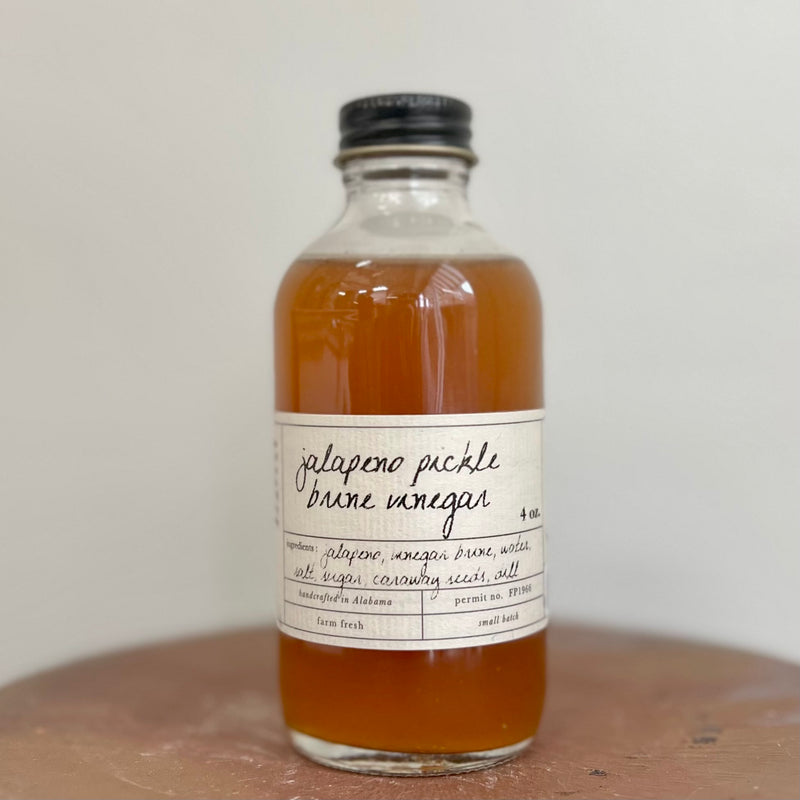 jalapeno pickle
brine vinegar
4 oz.
ingredients: jalapeno, vinegar brine, water,
salt, sugar, caraway seeds, dill
handcrafted in Alabama
permit no. FP1966
farm fresh
small batch